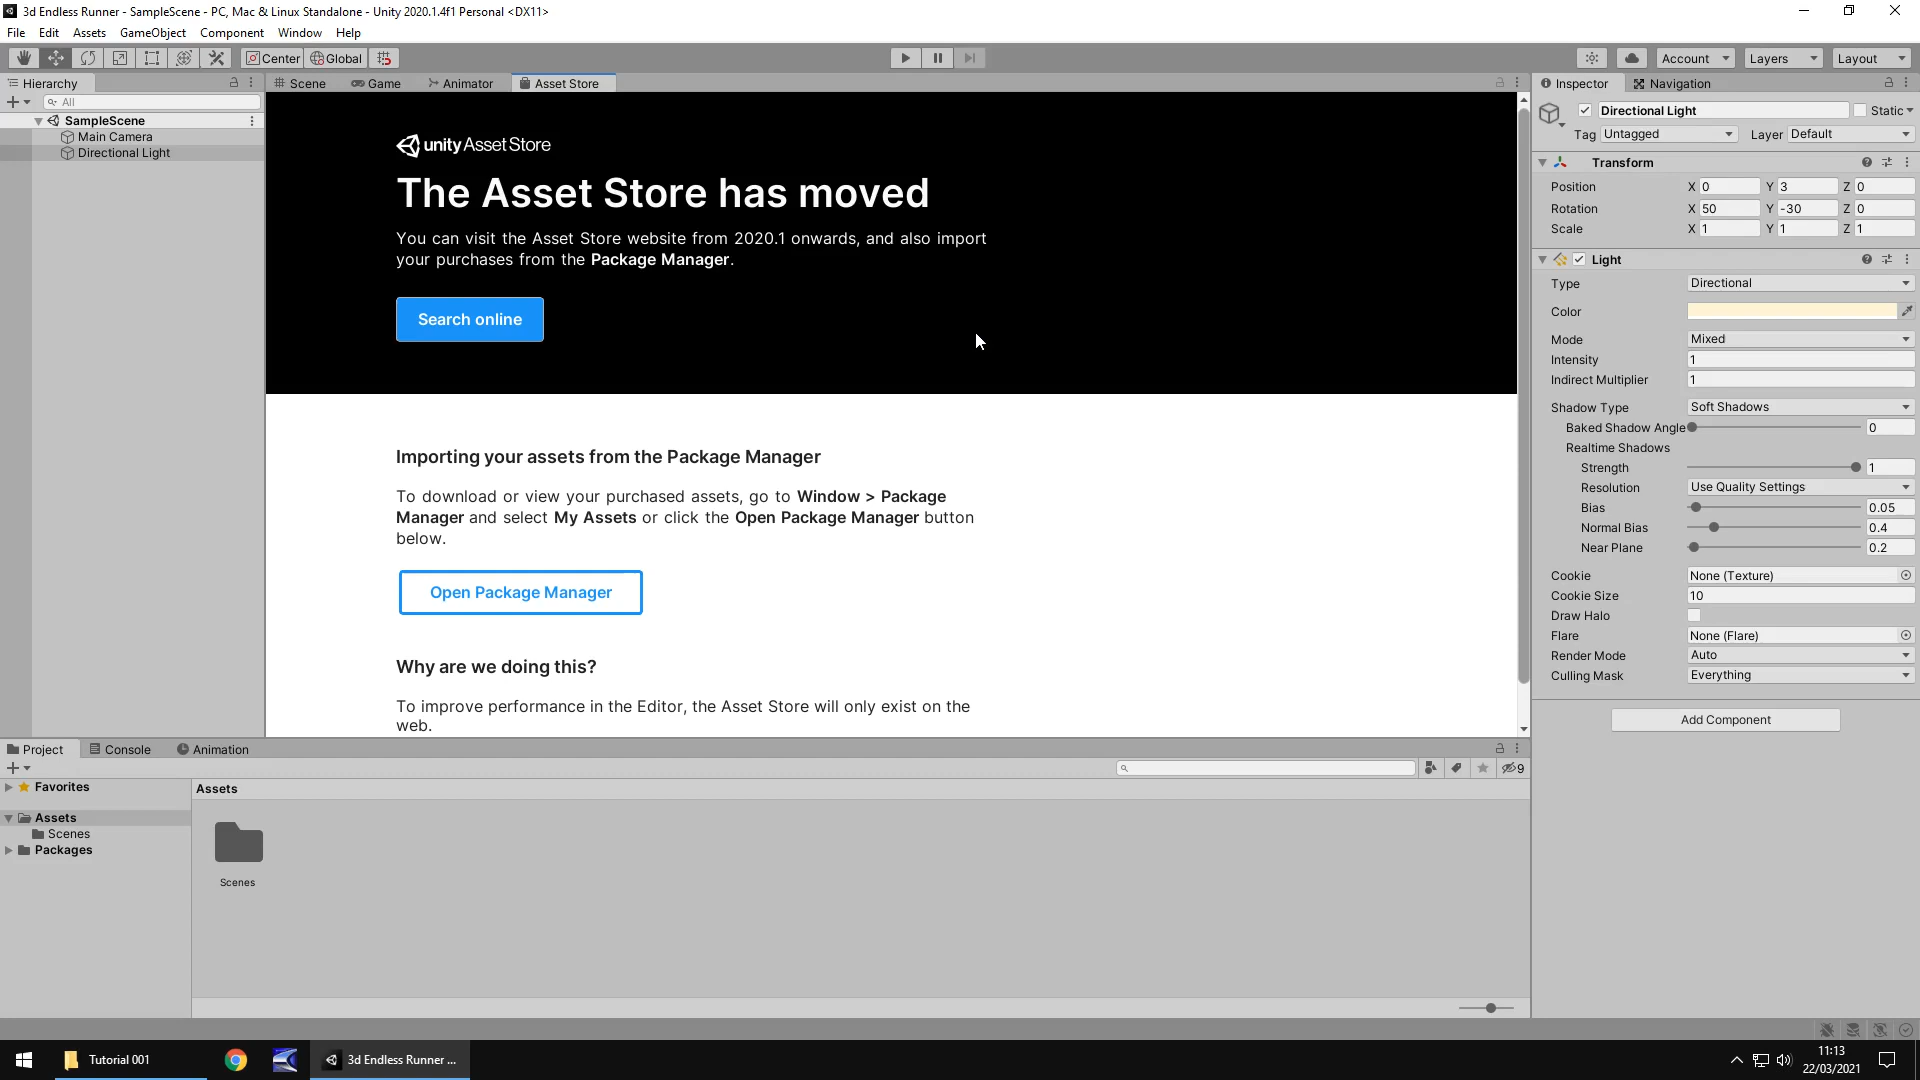 3d Endless Runner - SampleScene - PC, Mac & Linux Standalone - Unity 2020.1.4f1 Personal <DX11>
File Edit Assets GameObject Component Window Help
Center Global Account Layers Layout
Hierarchy Scene Game Animator Asset Store Inspector Navigation
All
SampleScene
Main Camera
Directional Light
unity Asset Store
The Asset Store has moved
You can visit the Asset Store website from 2020.1 onwards, and also import
your purchases from the Package Manager.
Search online
Importing your assets from the Package Manager
To download or view your purchased assets, go to Window > Package
Manager and select My Assets or click the Open Package Manager button
below.
Open Package Manager
Why are we doing this?
To improve performance in the Editor, the Asset Store will only exist on the
web.
Directional Light Static
Tag Untagged Layer Default
Transform
Position X 0 Y 3 Z 0
Rotation X 50 Y -30 Z 0
Scale X 1 Y 1 Z 1
Light
Type Directional
Color
Mode Mixed
Intensity 1
Indirect Multiplier 1
Shadow Type Soft Shadows
Baked Shadow Angle 0
Realtime Shadows
Strength 1
Resolution Use Quality Settings
Bias 0.05
Normal Bias 0.4
Near Plane 0.2
Cookie None (Texture)
Cookie Size 10
Draw Halo
Flare None (Flare)
Render Mode Auto
Culling Mask Everything
Add Component
Project Console Animation
9
Favorites
Assets
Scenes
Packages
Assets
Scenes
Tutorial 001
3d Endless Runner ...
11:13
22/03/2021